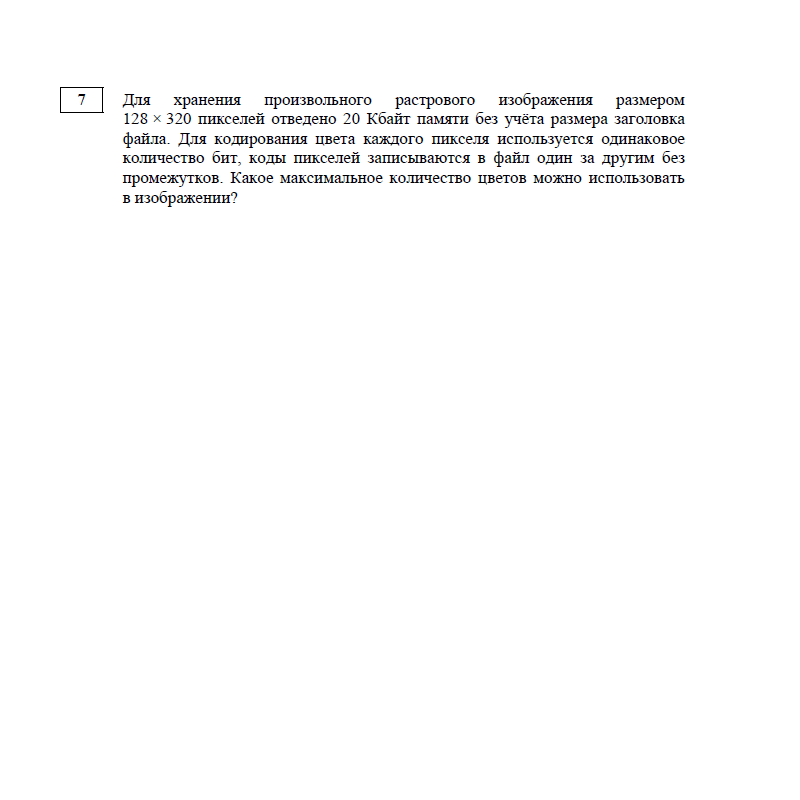 7
Для хранения произвольного растрового изображения размером
128 × 320 пикселей отведено 20 Кбайт памяти без учёта размера заголовка
файла. Для кодирования цвета каждого пикселя используется одинаковое
количество бит, коды пикселей записываются в файл один за другим без
промежутков. Какое максимальное количество цветов можно использовать
в изображении?